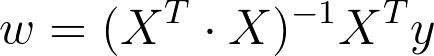 w = (X^T · X)^{-1} X^T y